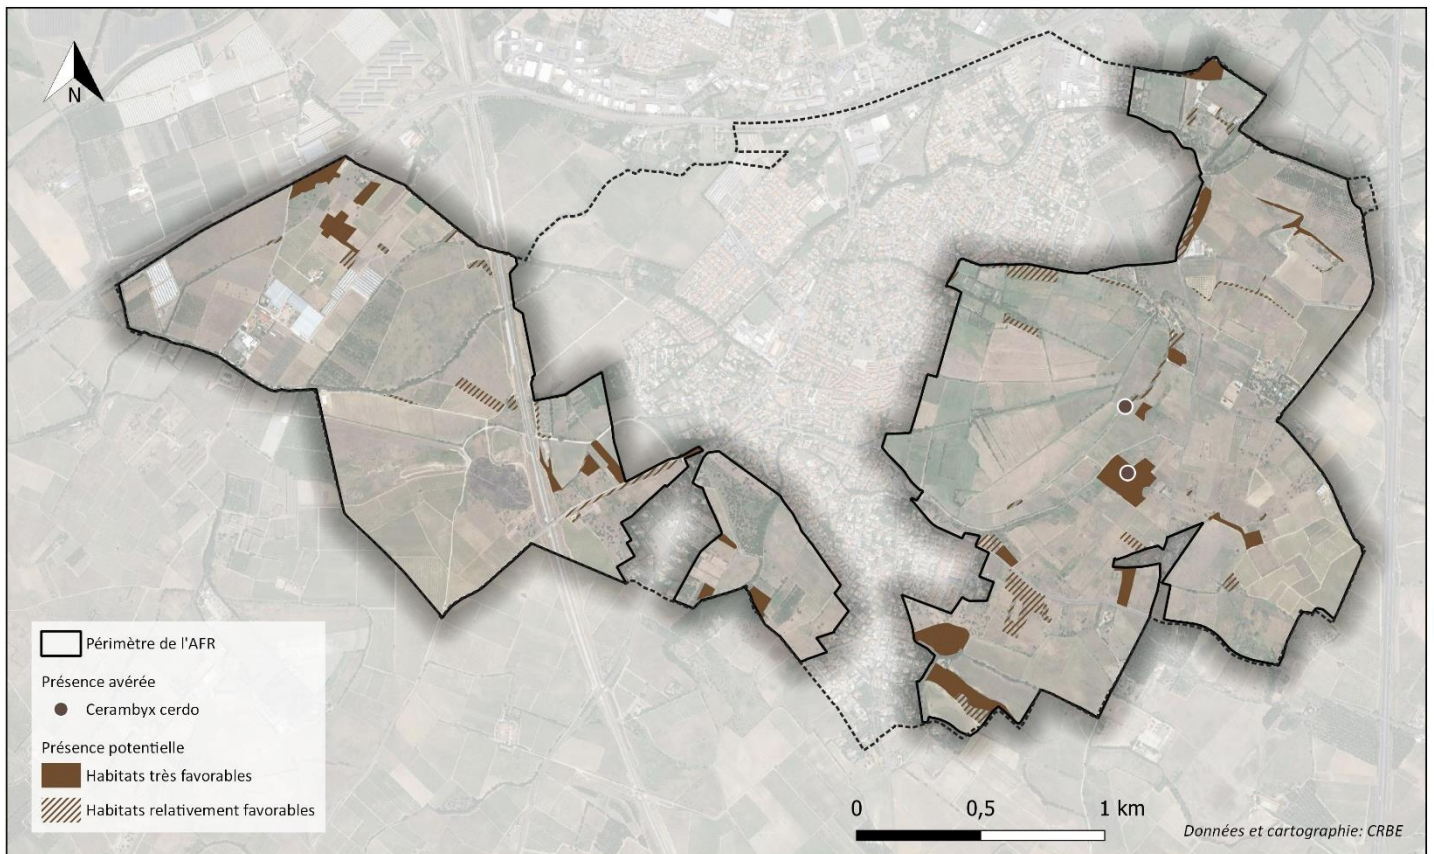 N
Périmètre de l'AFR
Présence avérée
Cerambyx cerdo
Présence potentielle
Habitats très favorables
Habitats relativement favorables
0 0,5 1 km
Données et cartographie: CRBE